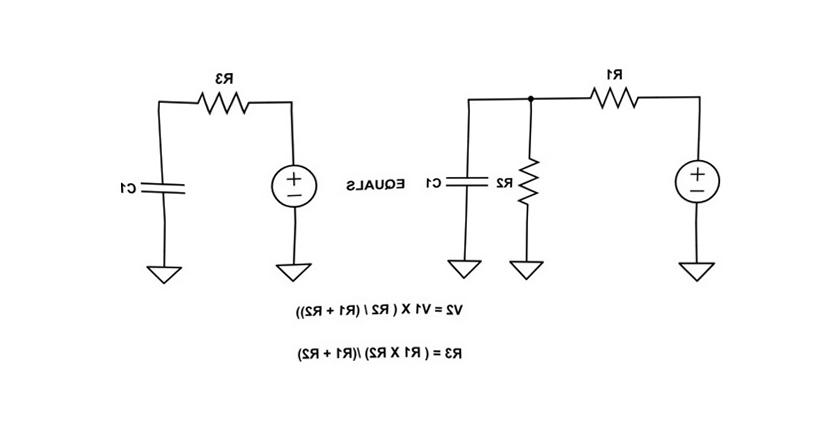 R1
R3
+
−
R2
C1
EQUALS
+
−
C1
V2 = V1 X ( R2 / (R1 + R2))
R3 = ( R1 X R2) /(R1 + R2)